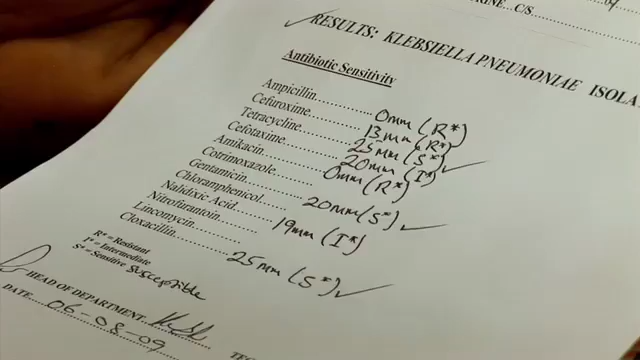 RINE.. C/S
RESULTS: KLEBSIELLA PNEUMONIAE ISOLA
Antibiotic Sensitivity
Ampicillin.............. 0mm (R*)
Cefuroxime............ 13mm (R*)
Tetracycline........... 25mm (S*) ✓
Cefotaxime............ 20mm (I*)
Amikacin............... 0mm (R*)
Cotrimoxazole.........
Gentamicin............ 20mm (S*) ✓
Chloramphenicol.......
Nalidixic Acid......... 19mm (I*)
Nitrofurantoin.........
Lincomycin............
Cloxacillin............. 25mm (S*) ✓
R* = Resistant
I* = Intermediate
S* = Sensitive susceptible
HEAD OF DEPARTMENT
DATE.... 06-08-09